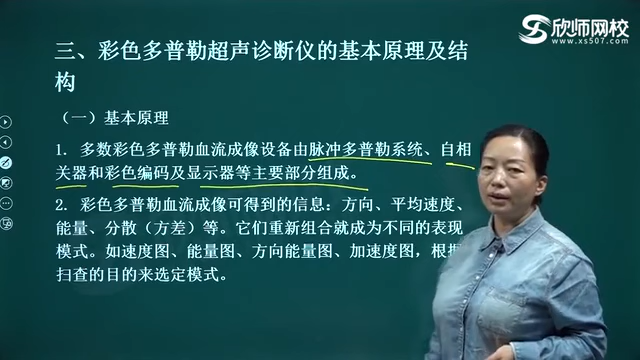 欣师网校
www.xs507.com
三、彩色多普勒超声诊断仪的基本原理及结
构
（一）基本原理
1. 多数彩色多普勒血流成像设备由脉冲多普勒系统、自相
关器和彩色编码及显示器等主要部分组成。
2. 彩色多普勒血流成像可得到的信息：方向、平均速度、
能量、分散（方差）等。它们重新组合就成为不同的表现
模式。如速度图、能量图、方向能量图、加速度图，根据
扫查的目的来选定模式。